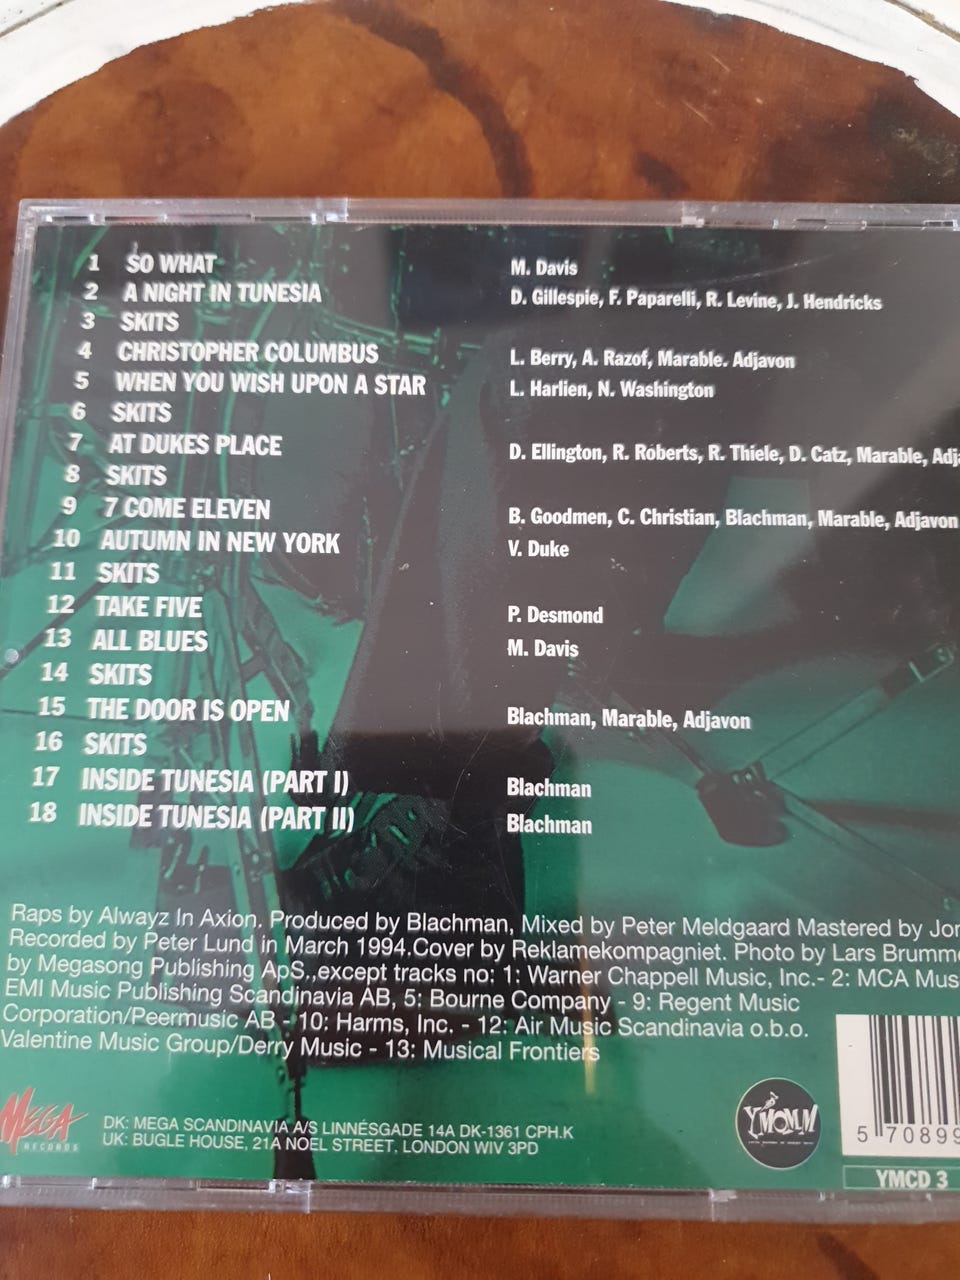 1 SO WHAT M. Davis
2 A NIGHT IN TUNESIA D. Gillespie, F. Paparelli, R. Levine, J. Hendricks
3 SKITS
4 CHRISTOPHER COLUMBUS L. Berry, A. Razof, Marable. Adjavon
5 WHEN YOU WISH UPON A STAR L. Harlien, N. Washington
6 SKITS
7 AT DUKES PLACE D. Ellington, R. Roberts, R. Thiele, D. Catz, Marable, Adj
8 SKITS
9 7 COME ELEVEN B. Goodmen, C. Christian, Blachman, Marable, Adjavon
10 AUTUMN IN NEW YORK V. Duke
11 SKITS
12 TAKE FIVE P. Desmond
13 ALL BLUES M. Davis
14 SKITS
15 THE DOOR IS OPEN Blachman, Marable, Adjavon
16 SKITS
17 INSIDE TUNESIA (PART I) Blachman
18 INSIDE TUNESIA (PART II) Blachman
Raps by Alwayz In Axion. Produced by Blachman, Mixed by Peter Meldgaard Mastered by Jor
Recorded by Peter Lund in March 1994.Cover by Reklamekompagniet. Photo by Lars Brumme
by Megasong Publishing ApS.,except tracks no: 1: Warner Chappell Music, Inc.- 2: MCA Mus
EMI Music Publishing Scandinavia AB, 5: Bourne Company - 9: Regent Music
Corporation/Peermusic AB - 10: Harms, Inc. - 12: Air Music Scandinavia o.b.o.
Valentine Music Group/Derry Music - 13: Musical Frontiers
MEGA
RECORDS
DK: MEGA SCANDINAVIA A/S LINNÉSGADE 14A DK-1361 CPH.K
UK: BUGLE HOUSE, 21A NOEL STREET, LONDON WIV 3PD
5 70899
YMCD 3